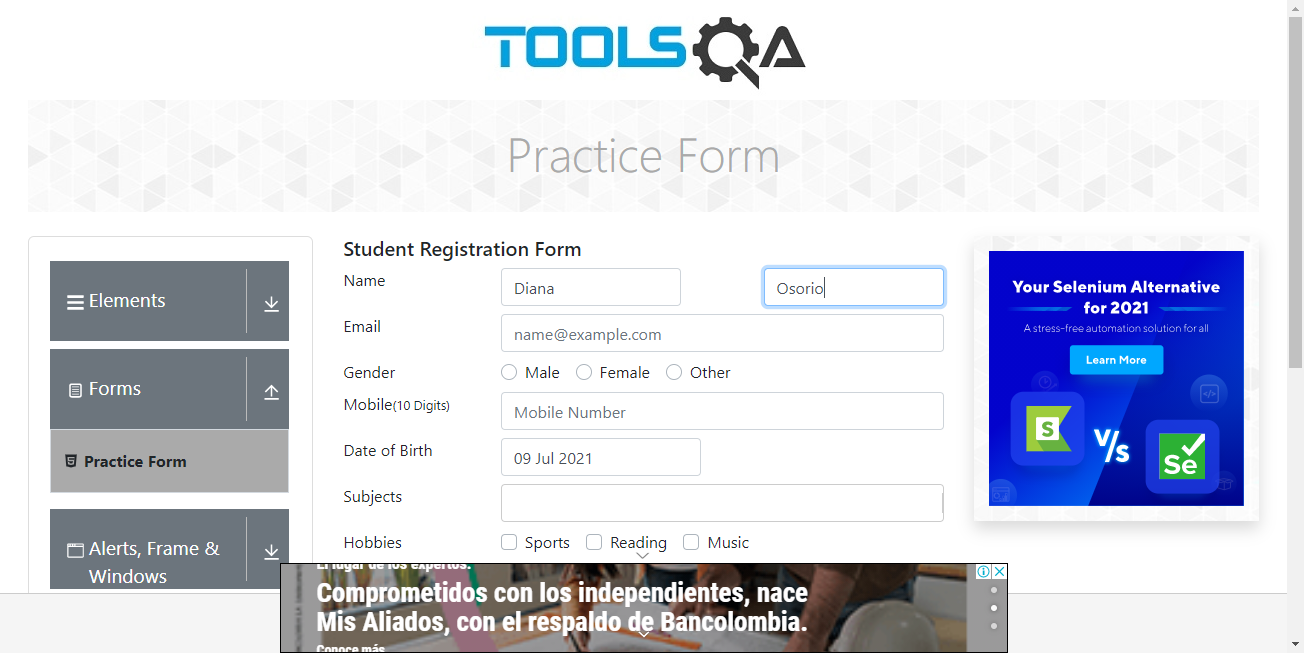 TOOLSQA
Practice Form
Elements
Forms
Practice Form
Alerts, Frame &
Windows
Student Registration Form
Name
Diana
Osorio
Email
name@example.com
Gender
Male
Female
Other
Mobile(10 Digits)
Mobile Number
Date of Birth
09 Jul 2021
Subjects
Hobbies
Sports
Reading
Music
Your Selenium Alternative
for 2021
A stress-free automation solution for all
Learn More
S
V/s
Se
El lugar de los expertos.
Comprometidos con los independientes, nace
Mis Aliados, con el respaldo de Bancolombia.
Conoce más